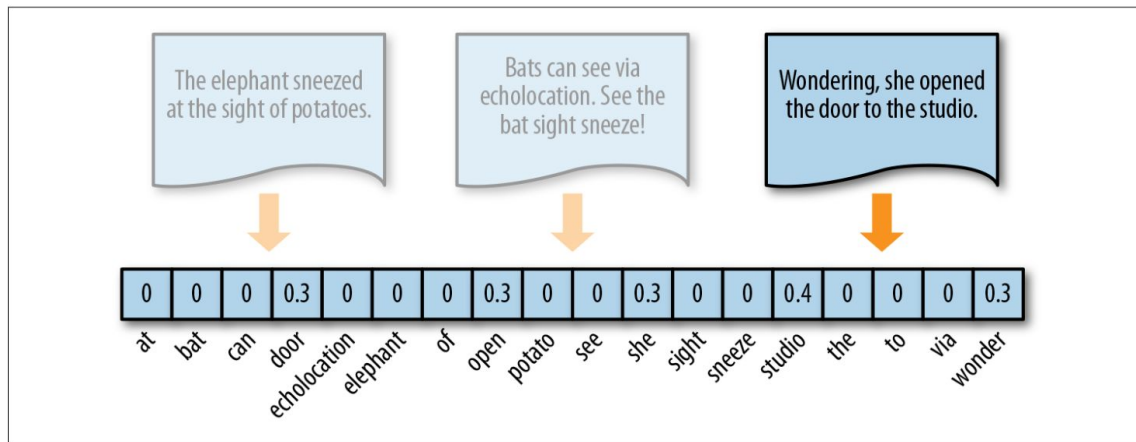 The elephant sneezed
at the sight of potatoes.
Bats can see via
echolocation. See the
bat sight sneeze!
Wondering, she opened
the door to the studio.
0 0 0 0.3 0 0 0 0.3 0 0 0.3 0 0 0.4 0 0 0 0.3
at bat can door echolocation elephant of open potato see she sight sneeze studio the to via wonder